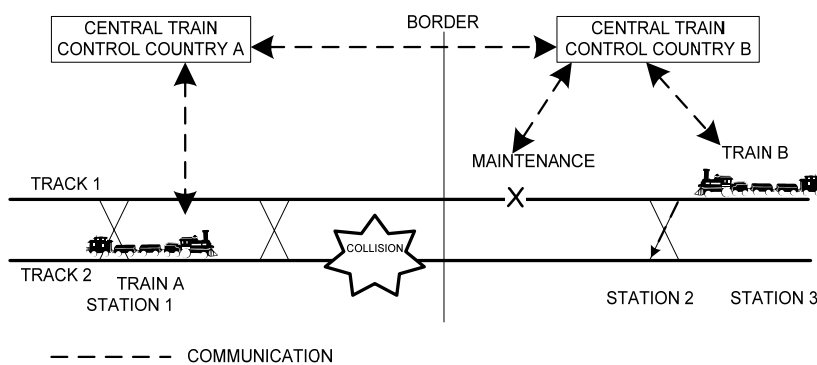 CENTRAL TRAIN
CONTROL COUNTRY A
BORDER
CENTRAL TRAIN
CONTROL COUNTRY B
MAINTENANCE
TRAIN B
TRACK 1
X
COLLISION
TRACK 2
TRAIN A
STATION 1
STATION 2
STATION 3
COMMUNICATION